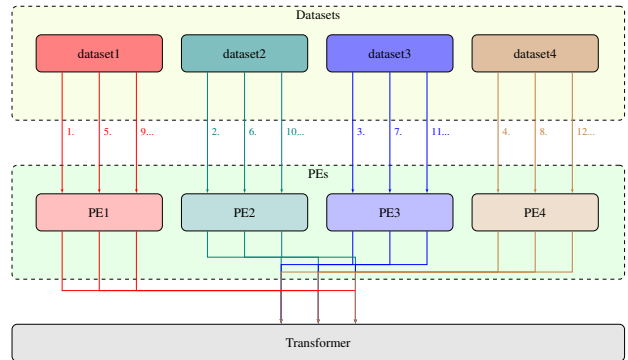 Datasets
dataset1 dataset2 dataset3 dataset4
1. 5. 9... 2. 6. 10... 3. 7. 11... 4. 8. 12...
PEs
PE1 PE2 PE3 PE4
Transformer